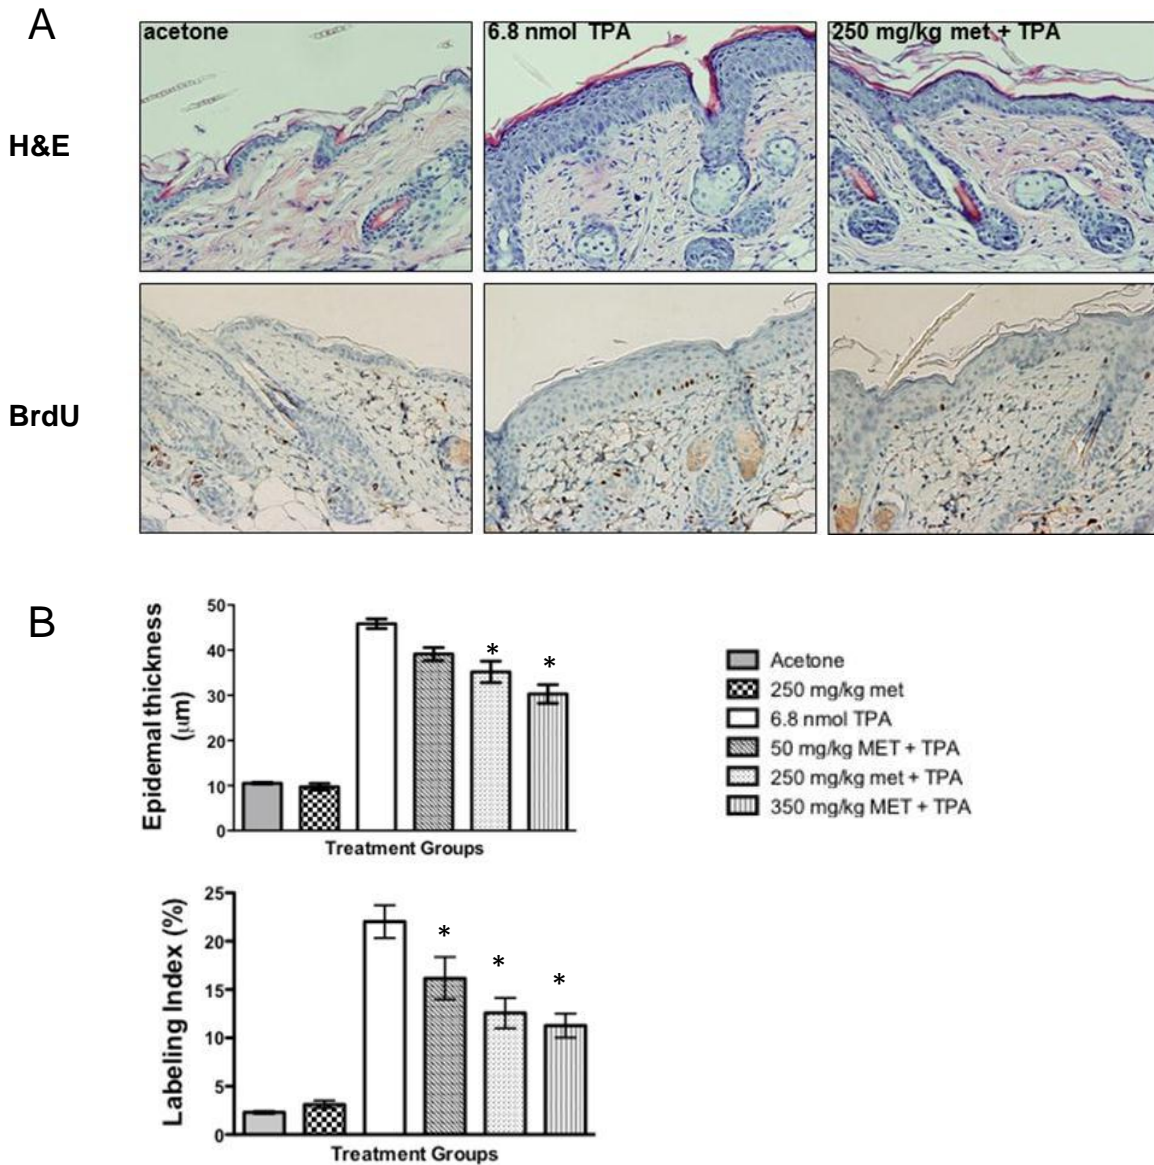 A
acetone
6.8 nmol TPA
250 mg/kg met + TPA
H&E
BrdU
B
Epidemal thickness
(μm)
50
40
30
20
10
0
*
*
Treatment Groups
Acetone
250 mg/kg met
6.8 nmol TPA
50 mg/kg MET + TPA
250 mg/kg met + TPA
350 mg/kg MET + TPA
Labeling Index (%)
25
20
15
10
5
0
*
*
*
Treatment Groups